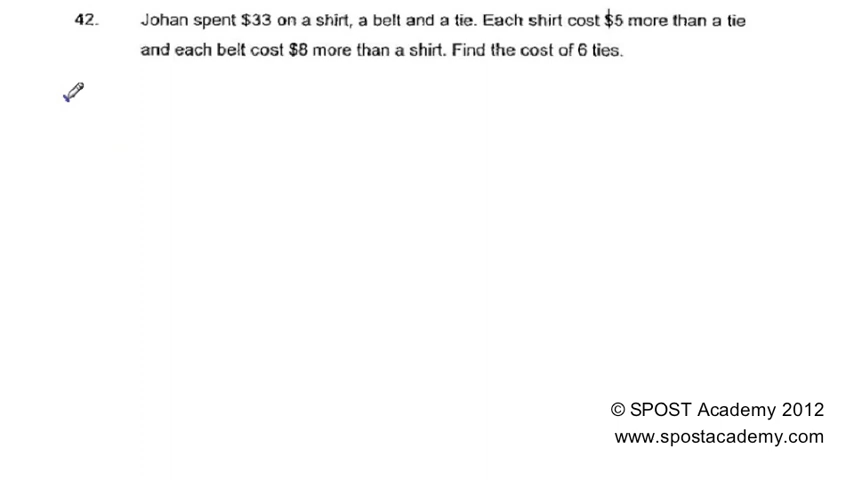 42. Johan spent $33 on a shirt, a belt and a tie. Each shirt cost $5 more than a tie
and each belt cost $8 more than a shirt. Find the cost of 6 ties.
© SPOST Academy 2012
www.spostacademy.com